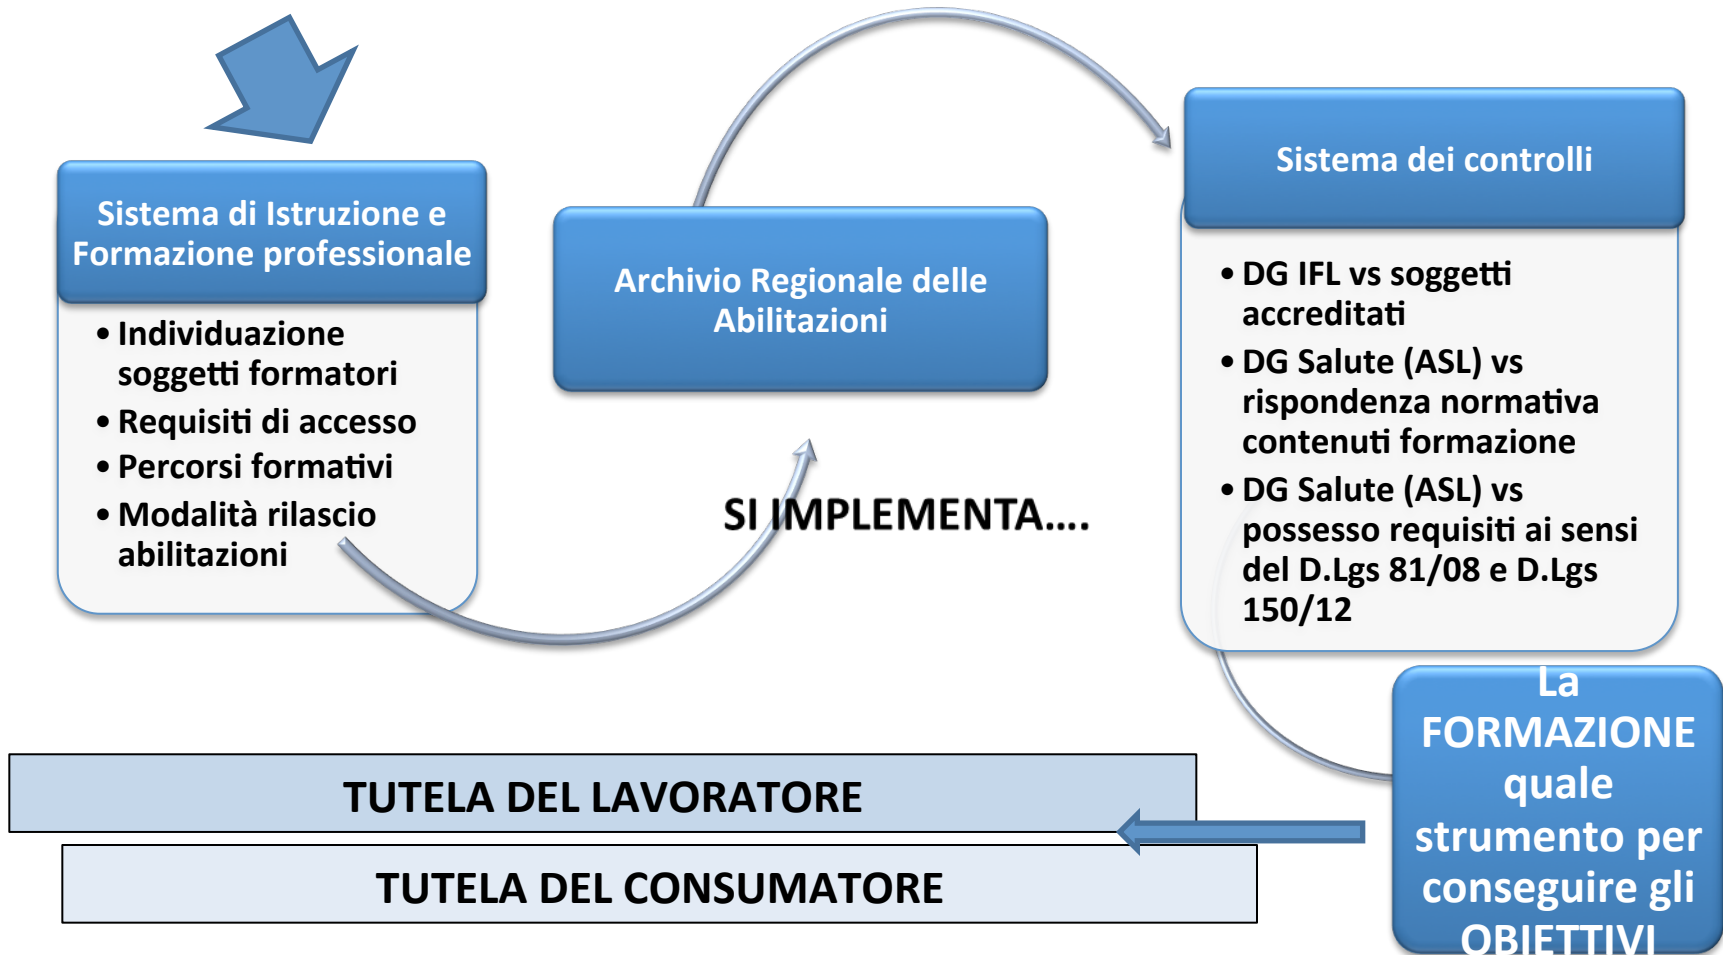 Sistema di Istruzione e
Formazione professionale
• Individuazione
soggetti formatori
• Requisiti di accesso
• Percorsi formativi
• Modalità rilascio
abilitazioni
Archivio Regionale delle
Abilitazioni
SI IMPLEMENTA....
Sistema dei controlli
• DG IFL vs soggetti
accreditati
• DG Salute (ASL) vs
rispondenza normativa
contenuti formazione
• DG Salute (ASL) vs
possesso requisiti ai sensi
del D.Lgs 81/08 e D.Lgs
150/12
La
FORMAZIONE
quale
strumento per
conseguire gli
OBIETTIVI
TUTELA DEL LAVORATORE
TUTELA DEL CONSUMATORE